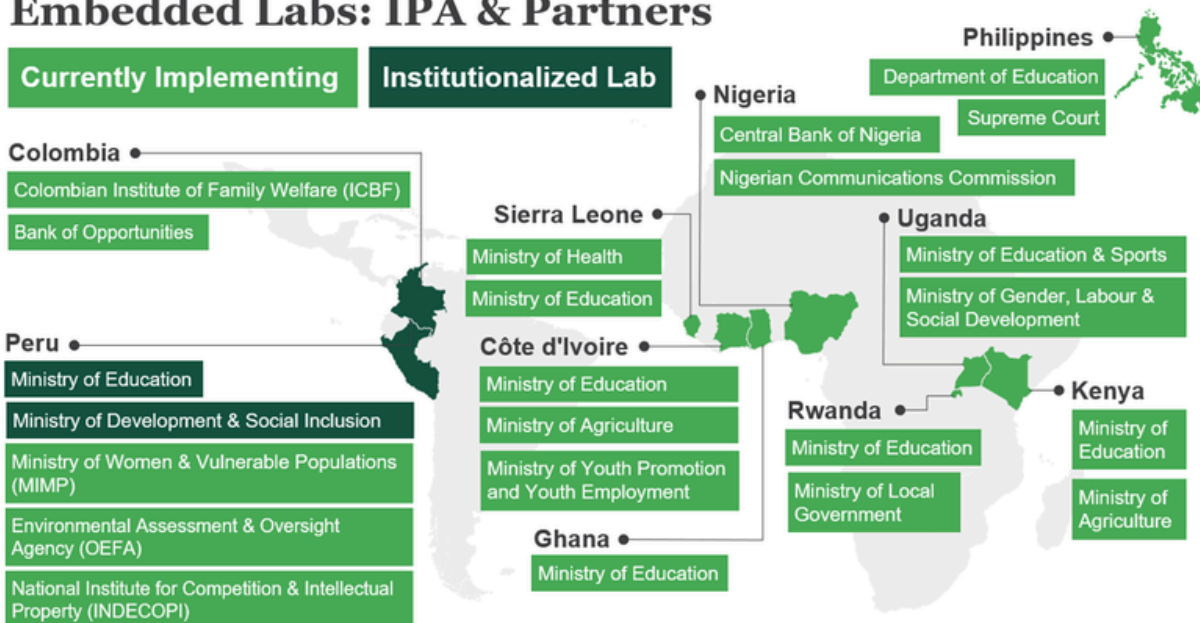 Embedded Labs: IPA & Partners
Currently Implementing
Institutionalized Lab
Colombia
Colombian Institute of Family Welfare (ICBF)
Bank of Opportunities
Peru
Ministry of Education
Ministry of Development & Social Inclusion
Ministry of Women & Vulnerable Populations
(MIMP)
Environmental Assessment & Oversight
Agency (OEFA)
National Institute for Competition & Intellectual
Property (INDECOPI)
Sierra Leone
Ministry of Health
Ministry of Education
Côte d'Ivoire
Ministry of Education
Ministry of Agriculture
Ministry of Youth Promotion
and Youth Employment
Ghana
Ministry of Education
Nigeria
Central Bank of Nigeria
Nigerian Communications Commission
Philippines
Department of Education
Supreme Court
Uganda
Ministry of Education & Sports
Ministry of Gender, Labour &
Social Development
Rwanda
Ministry of Education
Ministry of Local
Government
Kenya
Ministry of
Education
Ministry of
Agriculture